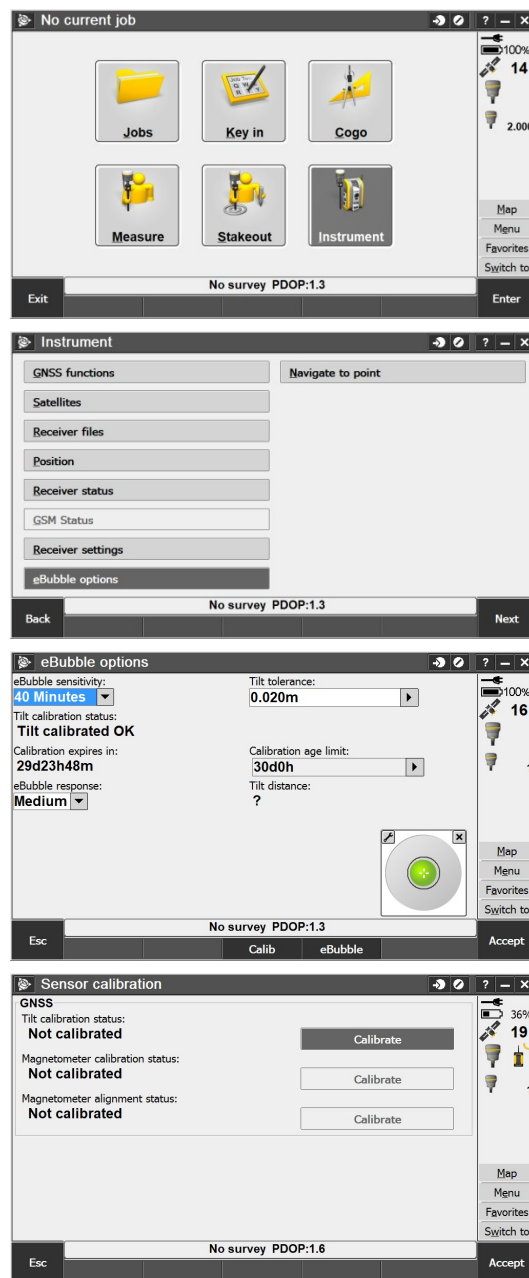 No current job
? – X
100%
14
Jobs
Key in
Cogo
2.000
Measure
Stakeout
Instrument
Map
Menu
Favorites
Switch to
No survey PDOP:1.3
Exit
Enter
Instrument
? – X
GNSS functions
Navigate to point
Satellites
Receiver files
Position
Receiver status
GSM Status
Receiver settings
eBubble options
No survey PDOP:1.3
Back
Next
eBubble options
? – X
eBubble sensitivity:
Tilt tolerance:
40 Minutes
0.020m
100%
16
Tilt calibration status:
Tilt calibrated OK
Calibration expires in:
Calibration age limit:
29d23h48m
30d0h
eBubble response:
Tilt distance:
Medium
?
Map
Menu
Favorites
Switch to
No survey PDOP:1.3
Esc
Calib
eBubble
Accept
Sensor calibration
? – X
GNSS
Tilt calibration status:
Not calibrated
Calibrate
36%
19
Magnetometer calibration status:
Not calibrated
Calibrate
Magnetometer alignment status:
Not calibrated
Calibrate
Map
Menu
Favorites
Switch to
No survey PDOP:1.6
Esc
Accept